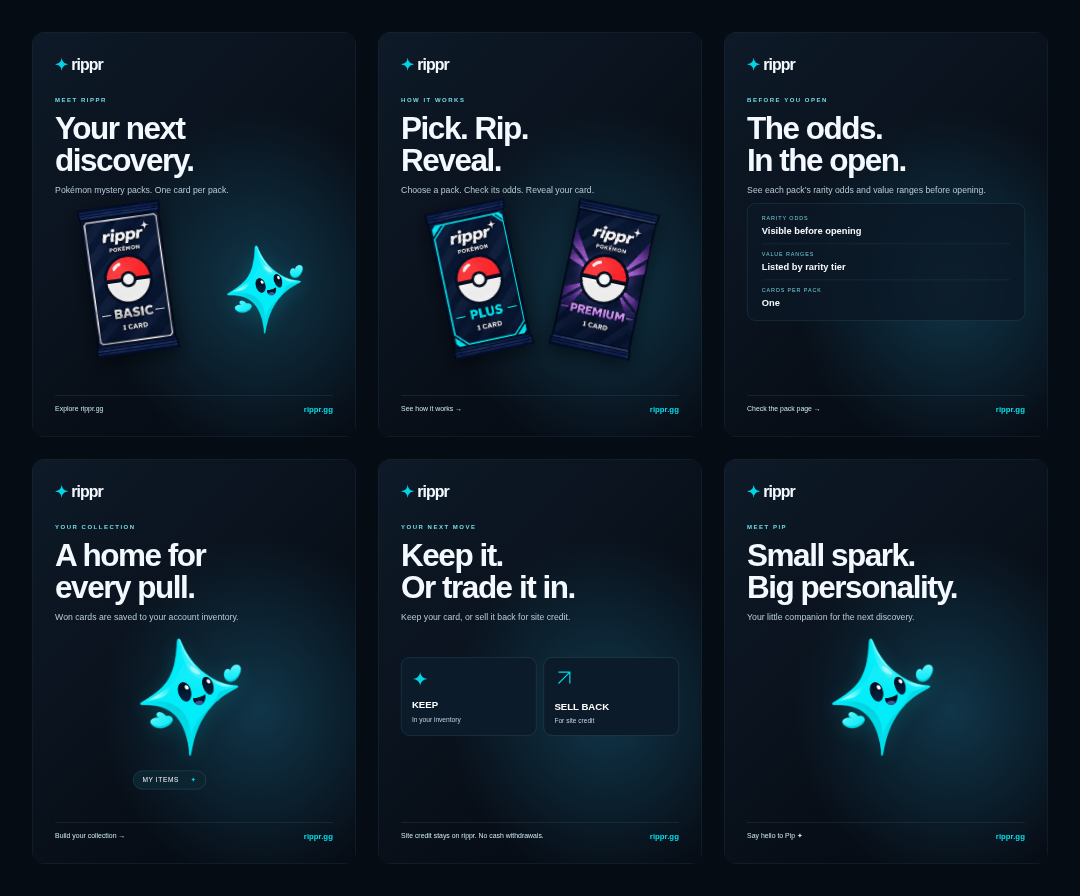 rippr
MEET RIPPR
Your next
discovery.
Pokémon mystery packs. One card per pack.
rippr
POKÉMON
BASIC
1 CARD
Explore rippr.gg
rippr.gg
rippr
HOW IT WORKS
Pick. Rip.
Reveal.
Choose a pack. Check its odds. Reveal your card.
rippr
POKÉMON
PLUS
1 CARD
rippr
POKÉMON
PREMIUM
1 CARD
See how it works →
rippr.gg
rippr
BEFORE YOU OPEN
The odds.
In the open.
See each pack's rarity odds and value ranges before opening.
RARITY ODDS
Visible before opening
VALUE RANGES
Listed by rarity tier
CARDS PER PACK
One
Check the pack page →
rippr.gg
rippr
YOUR COLLECTION
A home for
every pull.
Won cards are saved to your account inventory.
MY ITEMS
Build your collection →
rippr.gg
rippr
YOUR NEXT MOVE
Keep it.
Or trade it in.
Keep your card, or sell it back for site credit.
KEEP
In your inventory
SELL BACK
For site credit
Site credit stays on rippr. No cash withdrawals.
rippr.gg
rippr
MEET PIP
Small spark.
Big personality.
Your little companion for the next discovery.
Say hello to Pip ✦
rippr.gg